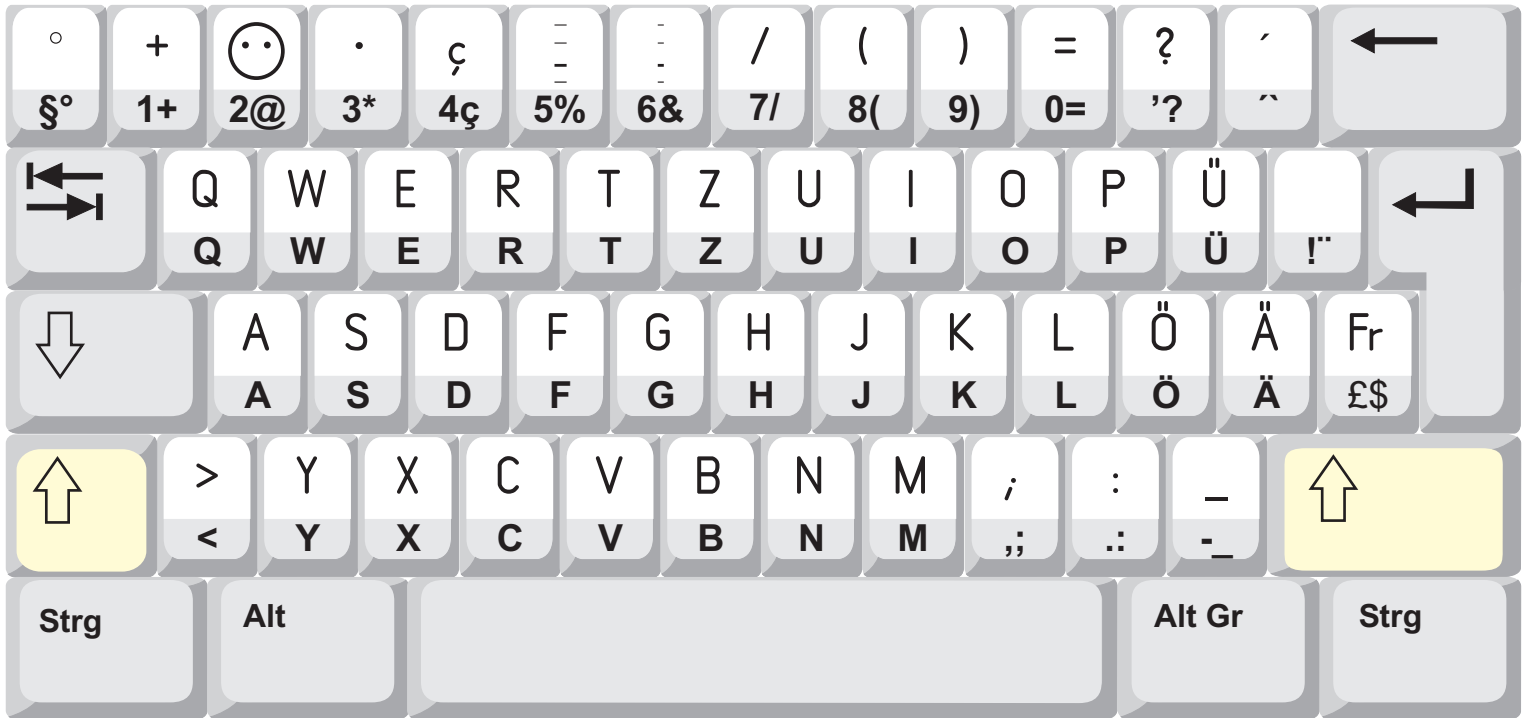 ° + · ç / ( ) = ? ´
§° 1+ 2@ 3* 4ç 5% 6& 7/ 8( 9) 0= ’? ´`
Q W E R T Z U I O P Ü
Q W E R T Z U I O P Ü !¨
A S D F G H J K L Ö Ä Fr
A S D F G H J K L Ö Ä £$
> Y X C V B N M ; : _
< Y X C V B N M ,; .: -_
Strg Alt Alt Gr Strg